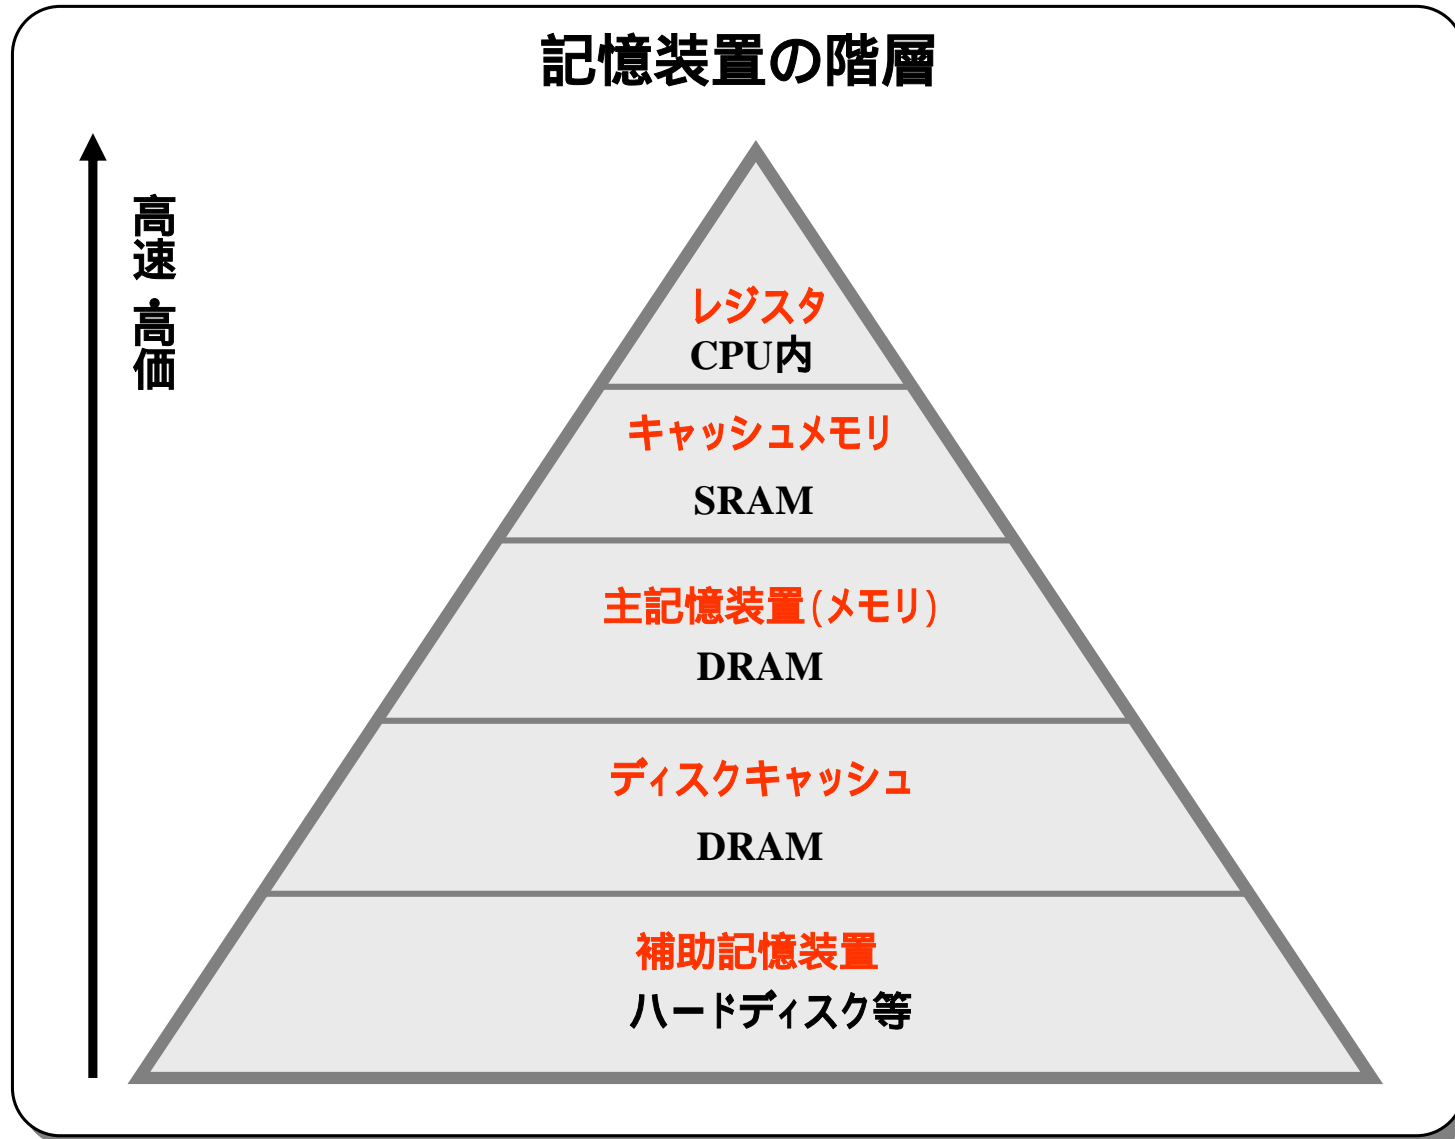 記憶装置の階層
高速・高価
レジスタ
CPU内
キャッシュメモリ
SRAM
主記憶装置(メモリ)
DRAM
ディスクキャッシュ
DRAM
補助記憶装置
ハードディスク等